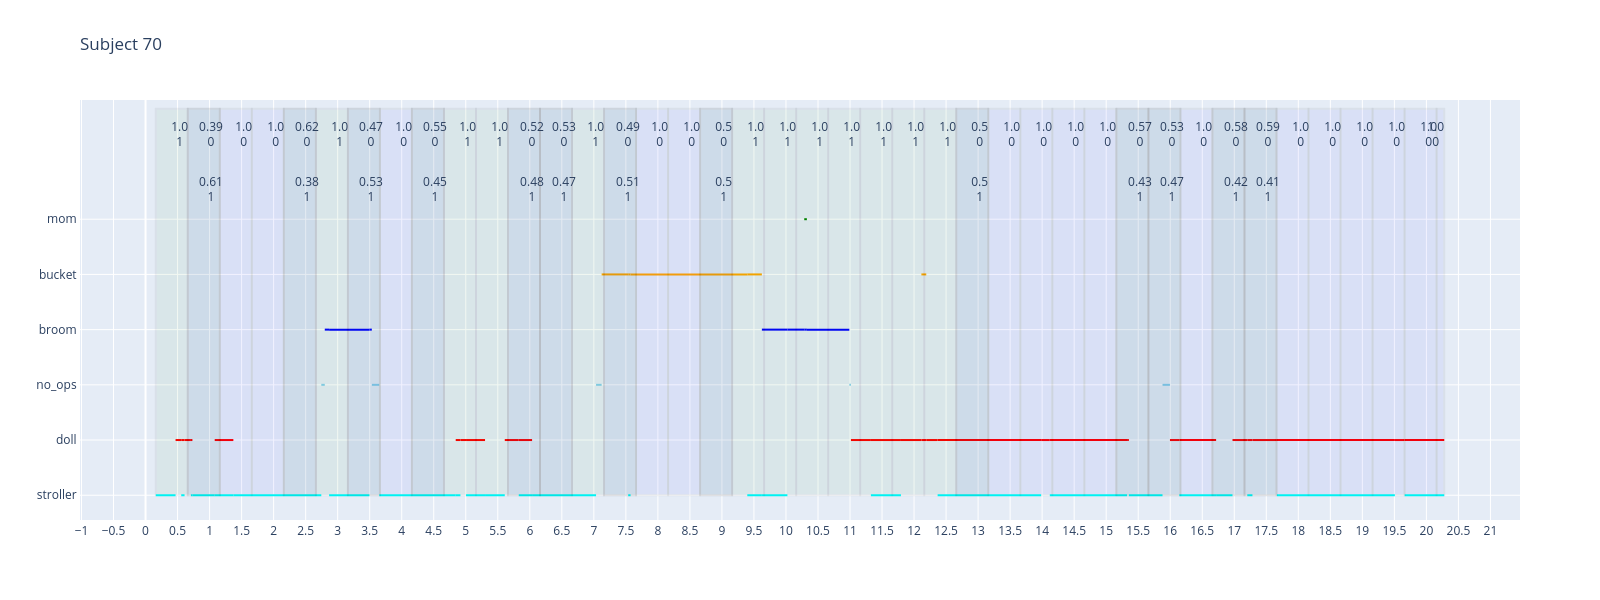 Subject 70
1.0 0.39 1.0 1.0 0.62 1.0 0.47 1.0 0.55 1.0 1.0 0.52 0.53 1.0 0.49 1.0 1.0 0.5 1.0 1.0 1.0 1.0 1.0 1.0 1.0 0.5 1.0 1.0 1.0 1.0 0.57 0.53 1.0 0.58 0.59 1.0 1.0 1.0 1.0 1.0 1.0
1 0 0 0 0 1 0 0 0 1 1 0 0 1 0 0 0 0 1 1 1 1 1 1 1 0 0 0 0 0 0 0 0 0 0 0 0 0 0 0 0
0.61 0.38 0.53 0.45 0.48 0.47 0.51 0.5 0.5 0.43 0.47 0.42 0.41
1 1 1 1 1 1 1 1 1 1 1 1 1
mom
bucket
broom
no_ops
doll
stroller
−1 −0.5 0 0.5 1 1.5 2 2.5 3 3.5 4 4.5 5 5.5 6 6.5 7 7.5 8 8.5 9 9.5 10 10.5 11 11.5 12 12.5 13 13.5 14 14.5 15 15.5 16 16.5 17 17.5 18 18.5 19 19.5 20 20.5 21